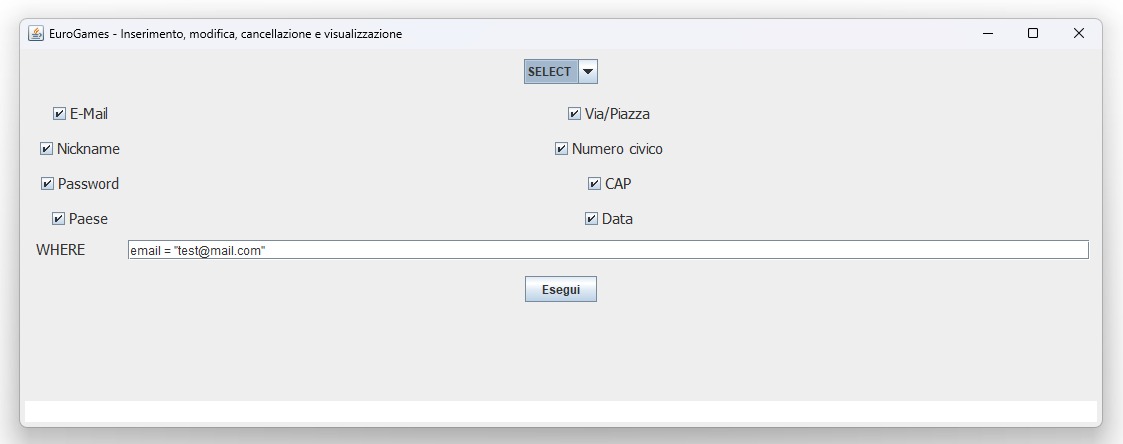 EuroGames - Inserimento, modifica, cancellazione e visualizzazione
SELECT
E-Mail
Via/Piazza
Nickname
Numero civico
Password
CAP
Paese
Data
WHERE
email = "test@mail.com"
Esegui